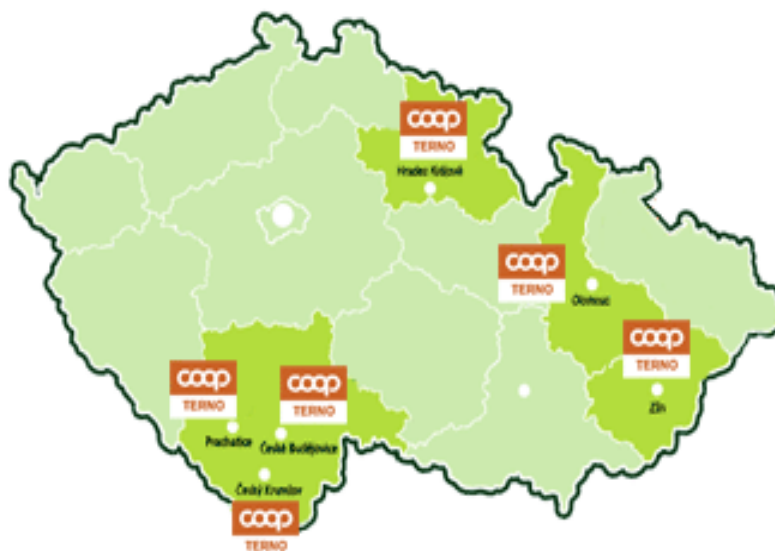 coop
TERNO
Hradec Králové
coop
TERNO
Olomouc
coop
TERNO
Zlín
coop
TERNO
Prachatice
coop
TERNO
České Budějovice
Český Krumlov
coop
TERNO